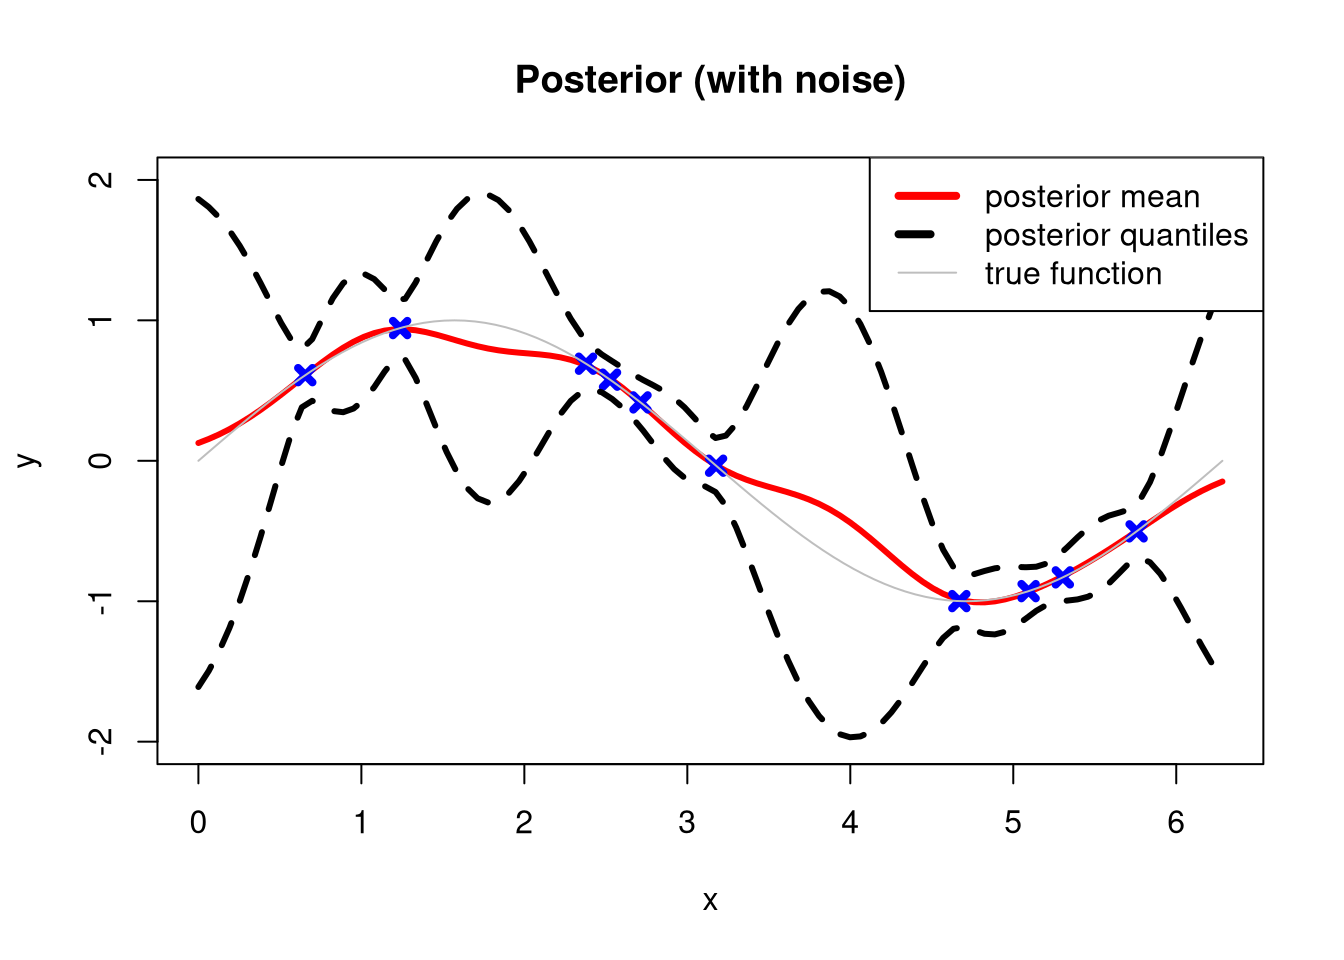 Posterior (with noise)
posterior mean
posterior quantiles
true function
y
2
1
0
-1
-2
0 1 2 3 4 5 6
x